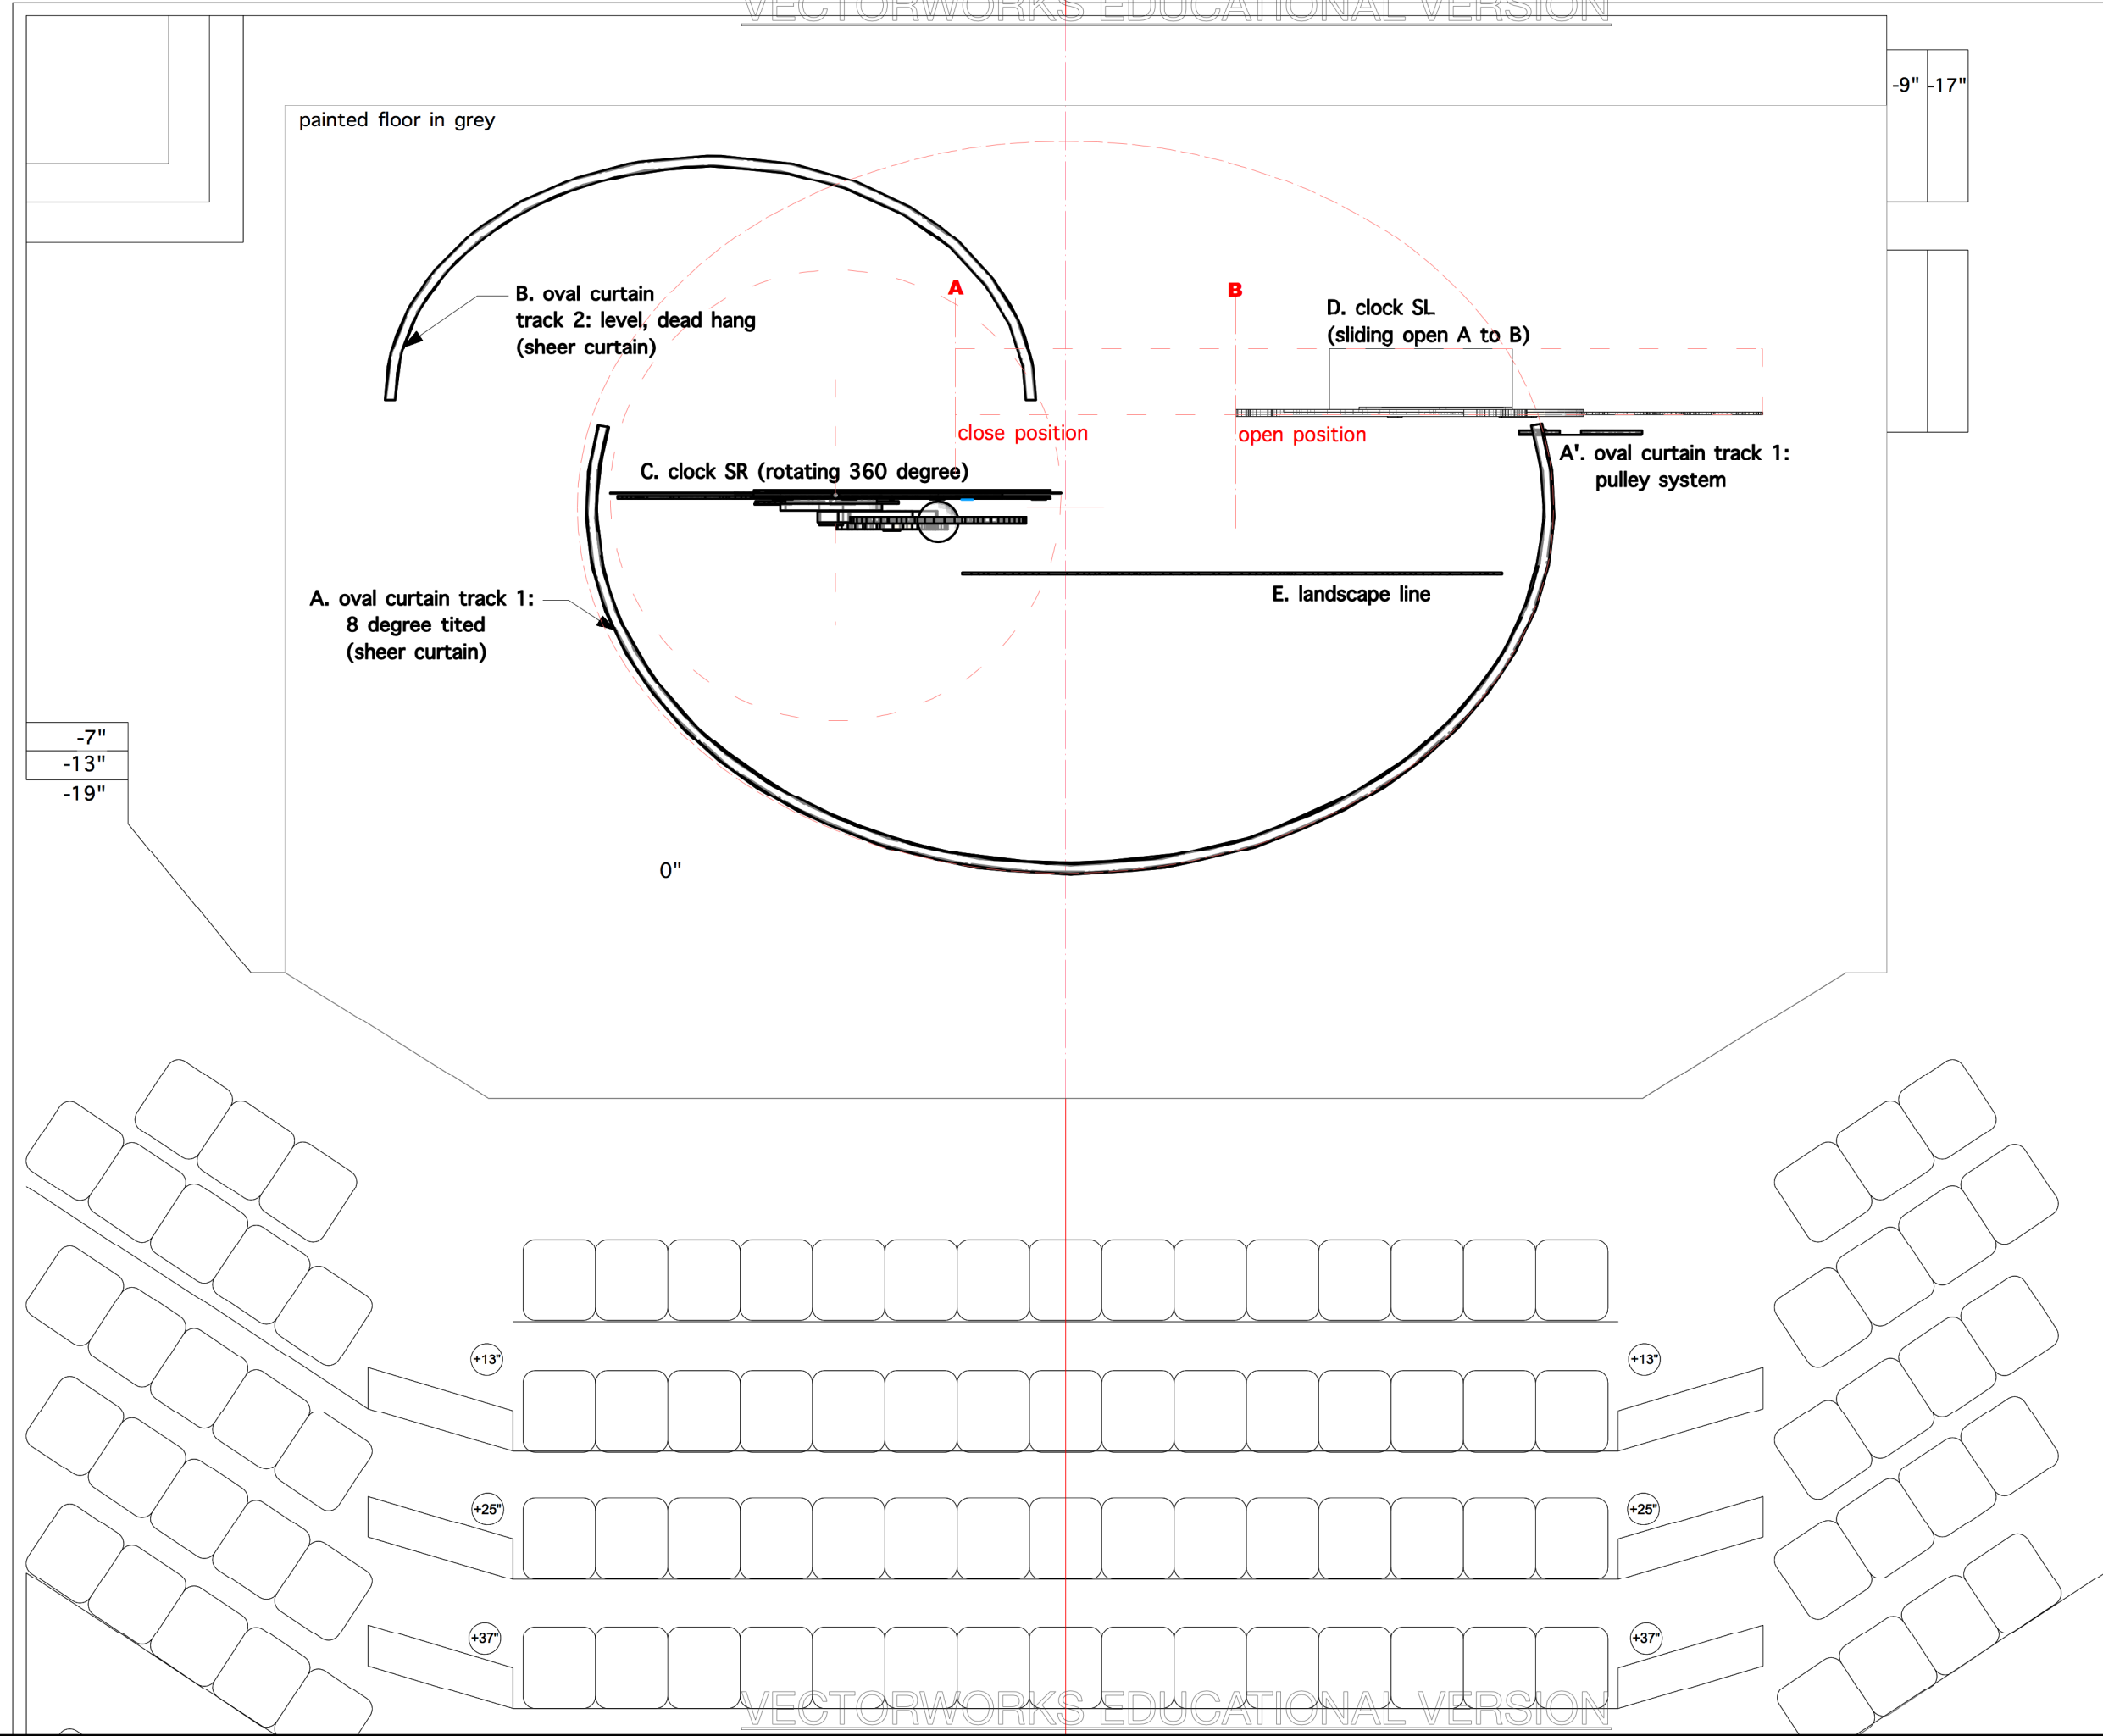 VECTORWORKS EDUCATIONAL VERSION
-9" -17"
painted floor in grey
A
B
B. oval curtain
track 2: level, dead hang
(sheer curtain)
D. clock SL
(sliding open A to B)
close position
open position
A'. oval curtain track 1:
pulley system
C. clock SR (rotating 360 degree)
A. oval curtain track 1:
8 degree tited
(sheer curtain)
E. landscape line
-7"
-13"
-19"
0"
+13"
+13"
+25"
+25"
+37"
+37"
VECTORWORKS EDUCATIONAL VERSION